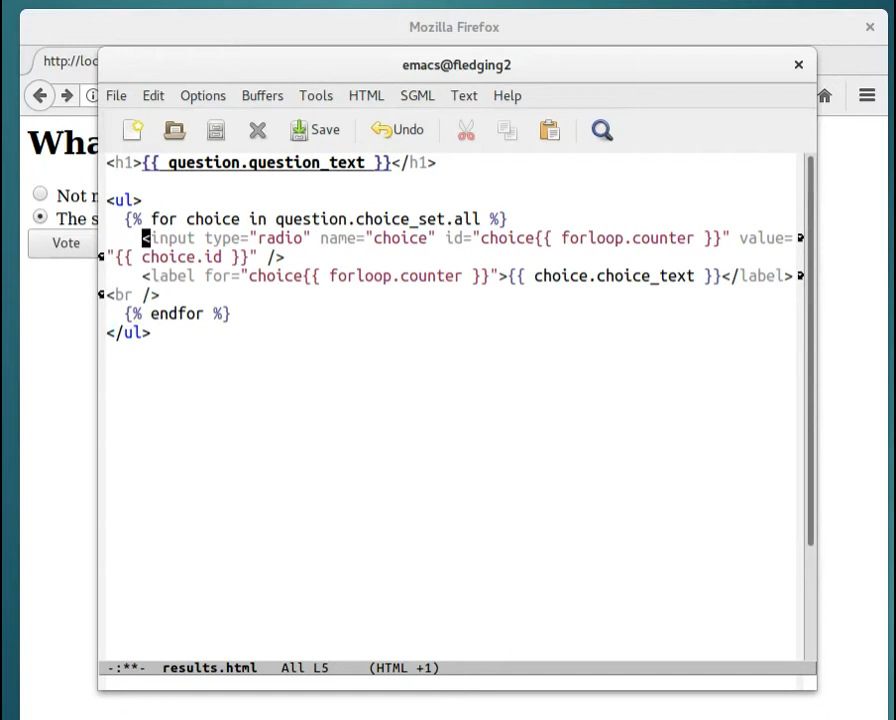 Mozilla Firefox
http://loc
emacs@fledging2
File Edit Options Buffers Tools HTML SGML Text Help
Save Undo
Wha
Not n
The s
Vote
<h1>{{ question.question_text }}</h1>
<ul>
{% for choice in question.choice_set.all %}
<input type="radio" name="choice" id="choice{{ forloop.counter }}" value=
"{{ choice.id }}" />
<label for="choice{{ forloop.counter }}">{{ choice.choice_text }}</label>
<br />
{% endfor %}
</ul>
-:**- results.html All L5 (HTML +1)